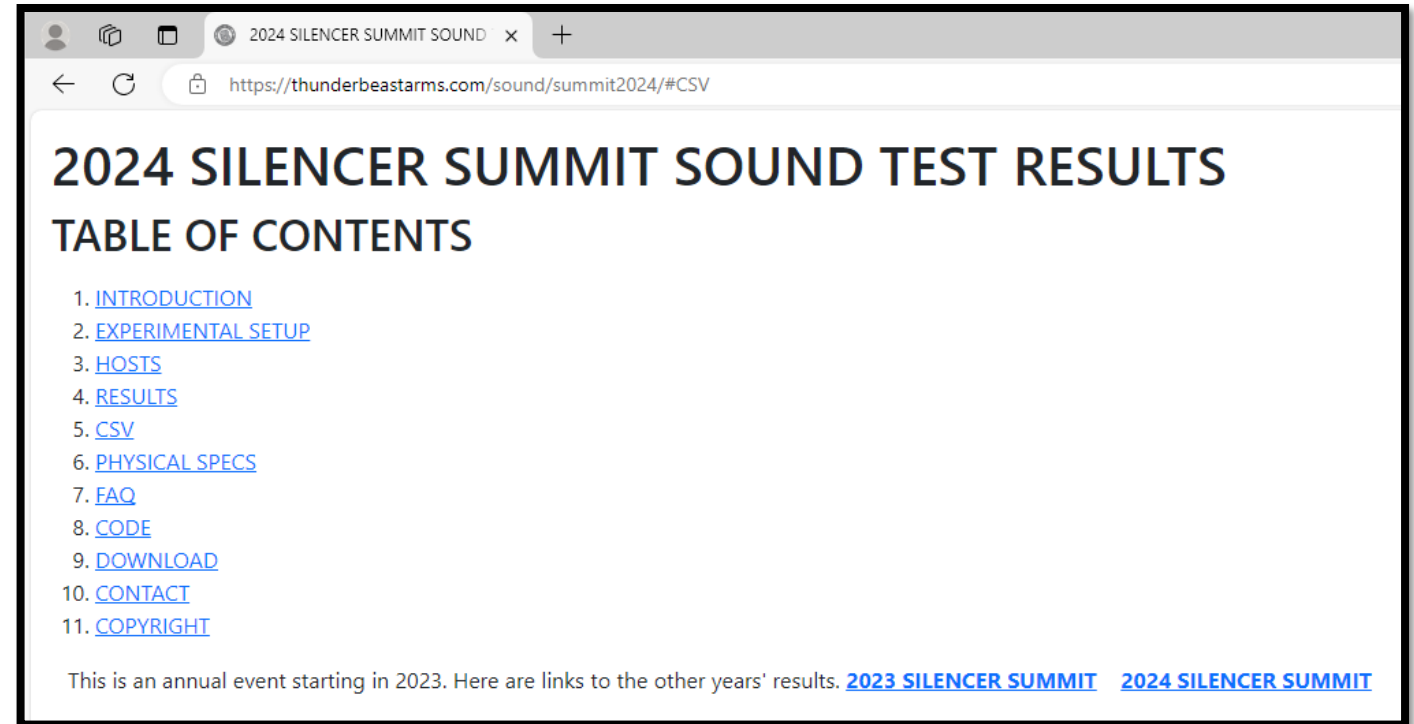 2024 SILENCER SUMMIT SOUND
https://thunderbeastarms.com/sound/summit2024/#CSV
2024 SILENCER SUMMIT SOUND TEST RESULTS
TABLE OF CONTENTS
1. INTRODUCTION
2. EXPERIMENTAL SETUP
3. HOSTS
4. RESULTS
5. CSV
6. PHYSICAL SPECS
7. FAQ
8. CODE
9. DOWNLOAD
10. CONTACT
11. COPYRIGHT
This is an annual event starting in 2023. Here are links to the other years' results. 2023 SILENCER SUMMIT 2024 SILENCER SUMMIT